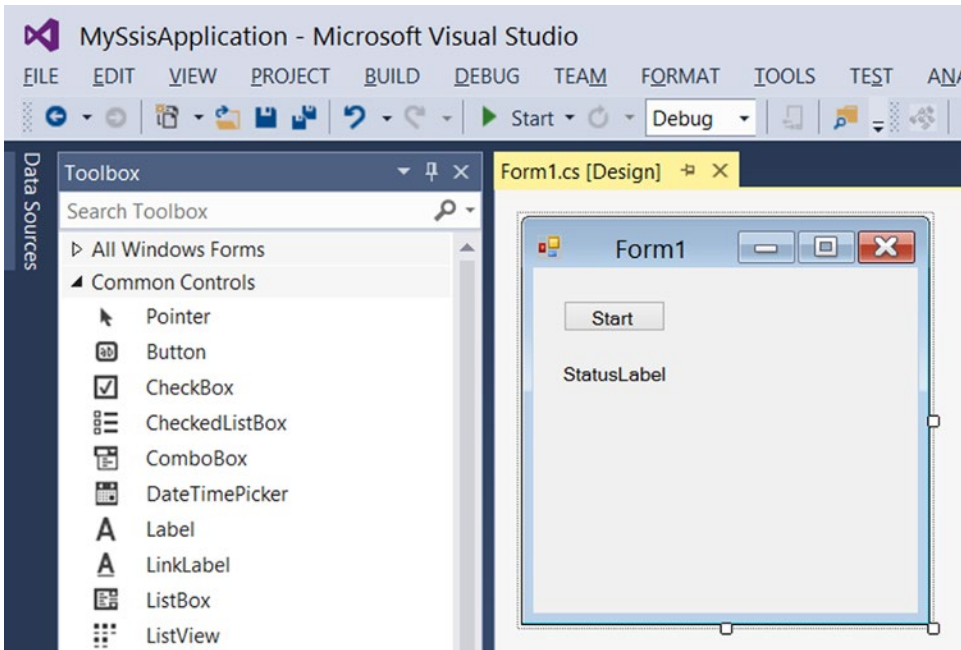 MySsisApplication - Microsoft Visual Studio
FILE EDIT VIEW PROJECT BUILD DEBUG TEAM FORMAT TOOLS TEST ANA
Start Debug
Data Sources
Toolbox
Search Toolbox
All Windows Forms
Common Controls
Pointer
Button
CheckBox
CheckedListBox
ComboBox
DateTimePicker
Label
LinkLabel
ListBox
ListView
Form1.cs [Design]
Form1
Start
StatusLabel